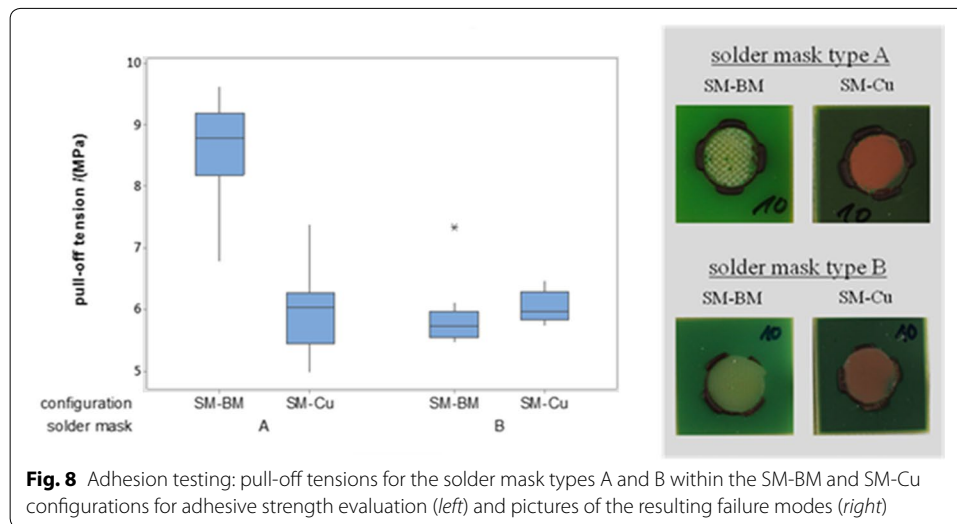 10
9
8
7
6
5
pull-off tension /(MPa)
*
configuration SM-BM SM-Cu SM-BM SM-Cu
solder mask A B
solder mask type A
SM-BM SM-Cu
10 10
solder mask type B
SM-BM SM-Cu
10 10
Fig. 8 Adhesion testing: pull-off tensions for the solder mask types A and B within the SM-BM and SM-Cu
configurations for adhesive strength evaluation (left) and pictures of the resulting failure modes (right)